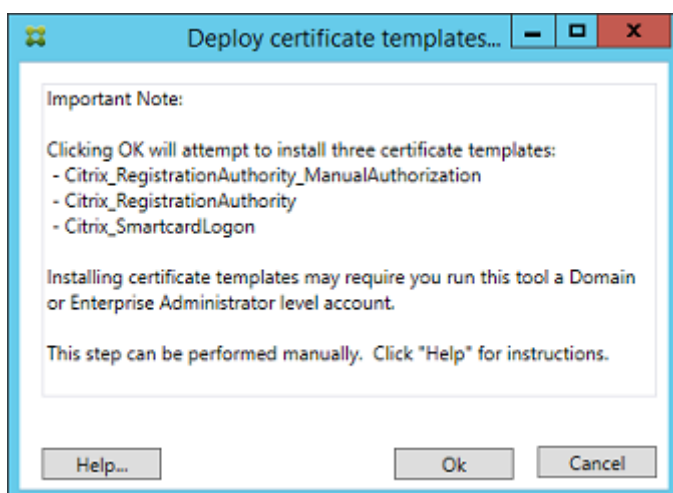 Deploy certificate templates...
Important Note:
Clicking OK will attempt to install three certificate templates:
- Citrix_RegistrationAuthority_ManualAuthorization
- Citrix_RegistrationAuthority
- Citrix_SmartcardLogon
Installing certificate templates may require you run this tool a Domain
or Enterprise Administrator level account.
This step can be performed manually.  Click "Help" for instructions.
Help...
Ok
Cancel